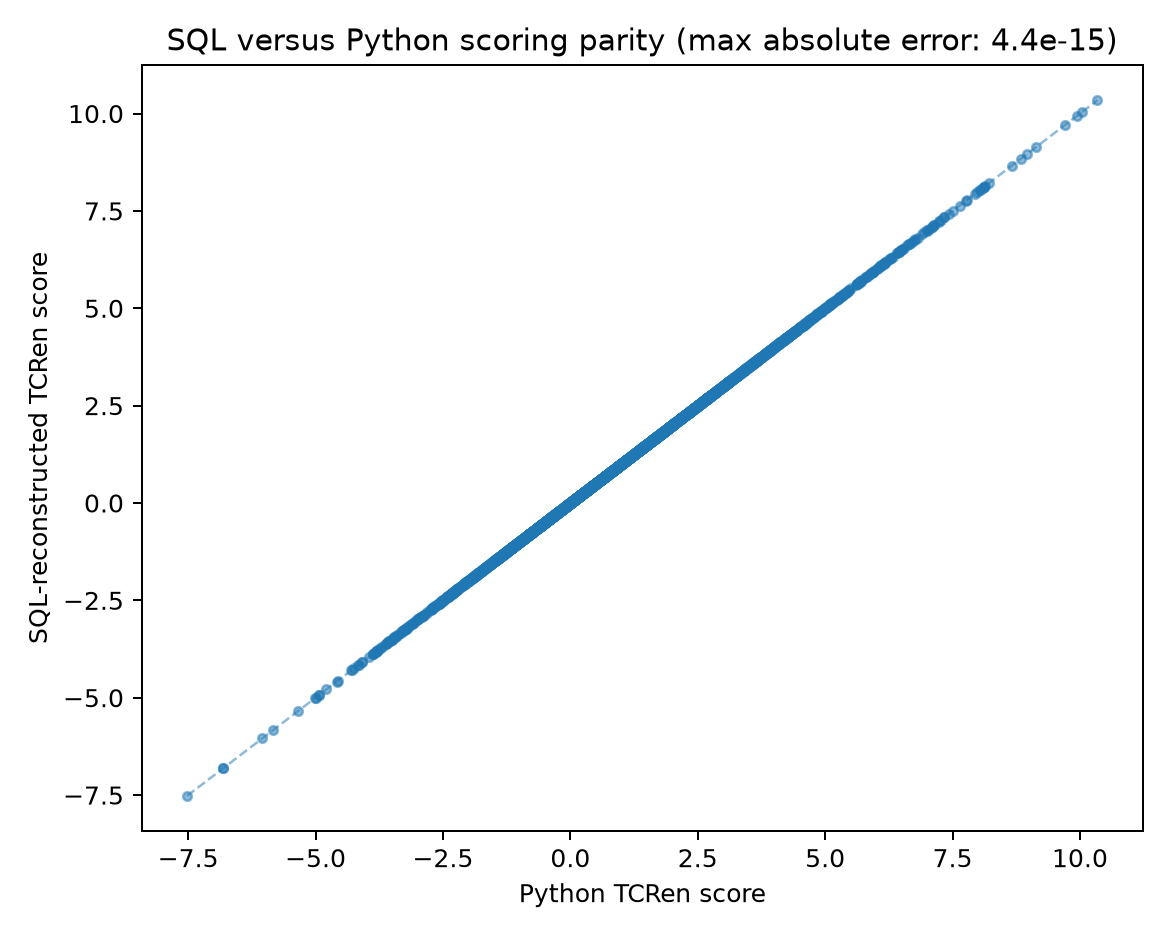 SQL versus Python scoring parity (max absolute error: 4.4e-15)
10.0
7.5
5.0
2.5
0.0
−2.5
−5.0
−7.5
SQL-reconstructed TCRen score
−7.5 −5.0 −2.5 0.0 2.5 5.0 7.5 10.0
Python TCRen score